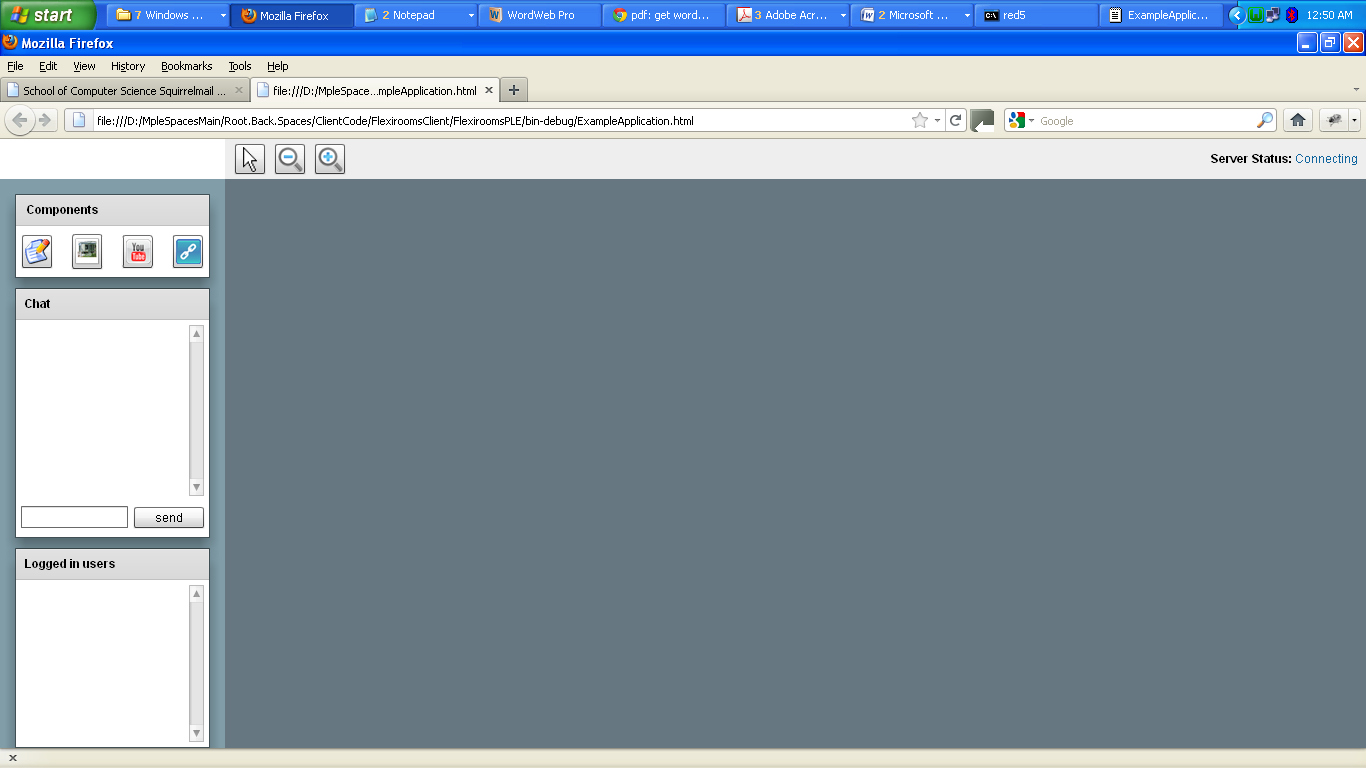 start 7 Windows ... Mozilla Firefox 2 Notepad WordWeb Pro pdf: get word... 3 Adobe Acr... 2 Microsoft ... red5 ExampleApplic... 12:50 AM
Mozilla Firefox
File Edit View History Bookmarks Tools Help
School of Computer Science Squirrelmail ... file:///D:/MpleSpace...mpleApplication.html
file:///D:/MpleSpacesMain/Root.Back.Spaces/ClientCode/FlexiroomsClient/FlexiroomsPLE/bin-debug/ExampleApplication.html Google
Server Status: Connecting
Components
You Tube
Chat
send
Logged in users